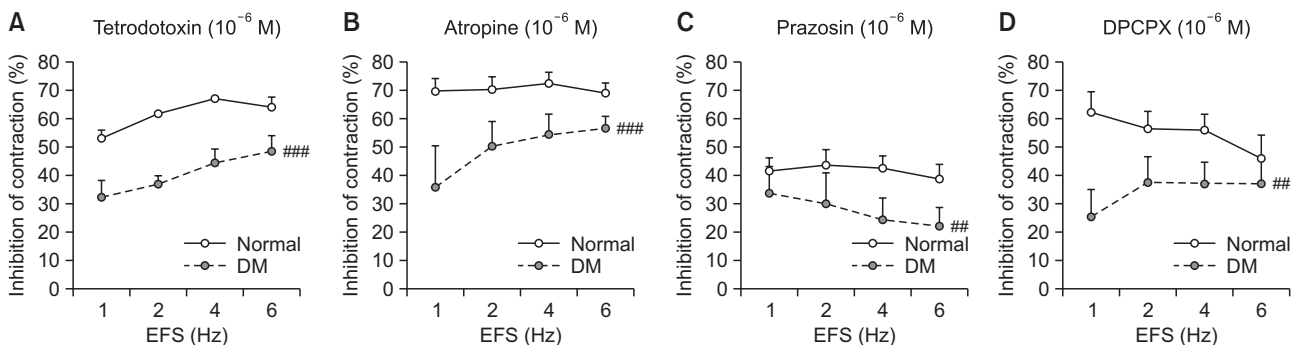 A Tetrodotoxin (10⁻⁶ M)
Inhibition of contraction (%)
80
70
60
50
40
30
20
10
0
###
Normal
DM
1 2 4 6
EFS (Hz)
B Atropine (10⁻⁶ M)
Inhibition of contraction (%)
80
70
60
50
40
30
20
10
0
###
Normal
DM
1 2 4 6
EFS (Hz)
C Prazosin (10⁻⁶ M)
Inhibition of contraction (%)
80
70
60
50
40
30
20
10
0
##
Normal
DM
1 2 4 6
EFS (Hz)
D DPCPX (10⁻⁶ M)
Inhibition of contraction (%)
80
70
60
50
40
30
20
10
0
##
Normal
DM
1 2 4 6
EFS (Hz)